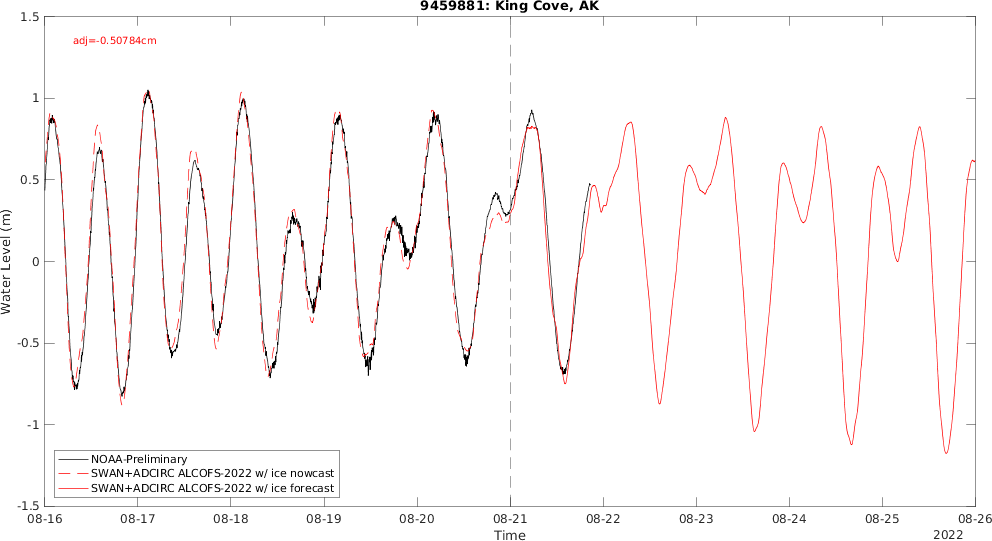 9459881: King Cove, AK
adj=-0.50784cm
1.5
1
0.5
0
-0.5
-1
-1.5
Water Level (m)
NOAA-Preliminary
SWAN+ADCIRC ALCOFS-2022 w/ ice nowcast
SWAN+ADCIRC ALCOFS-2022 w/ ice forecast
08-16 08-17 08-18 08-19 08-20 08-21 08-22 08-23 08-24 08-25 08-26
Time
2022